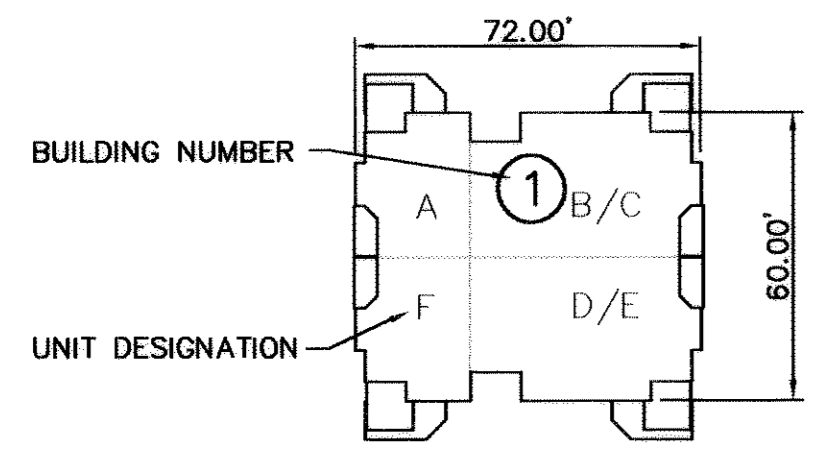 72.00'
BUILDING NUMBER
1
A
B/C
60.00'
F
D/E
UNIT DESIGNATION